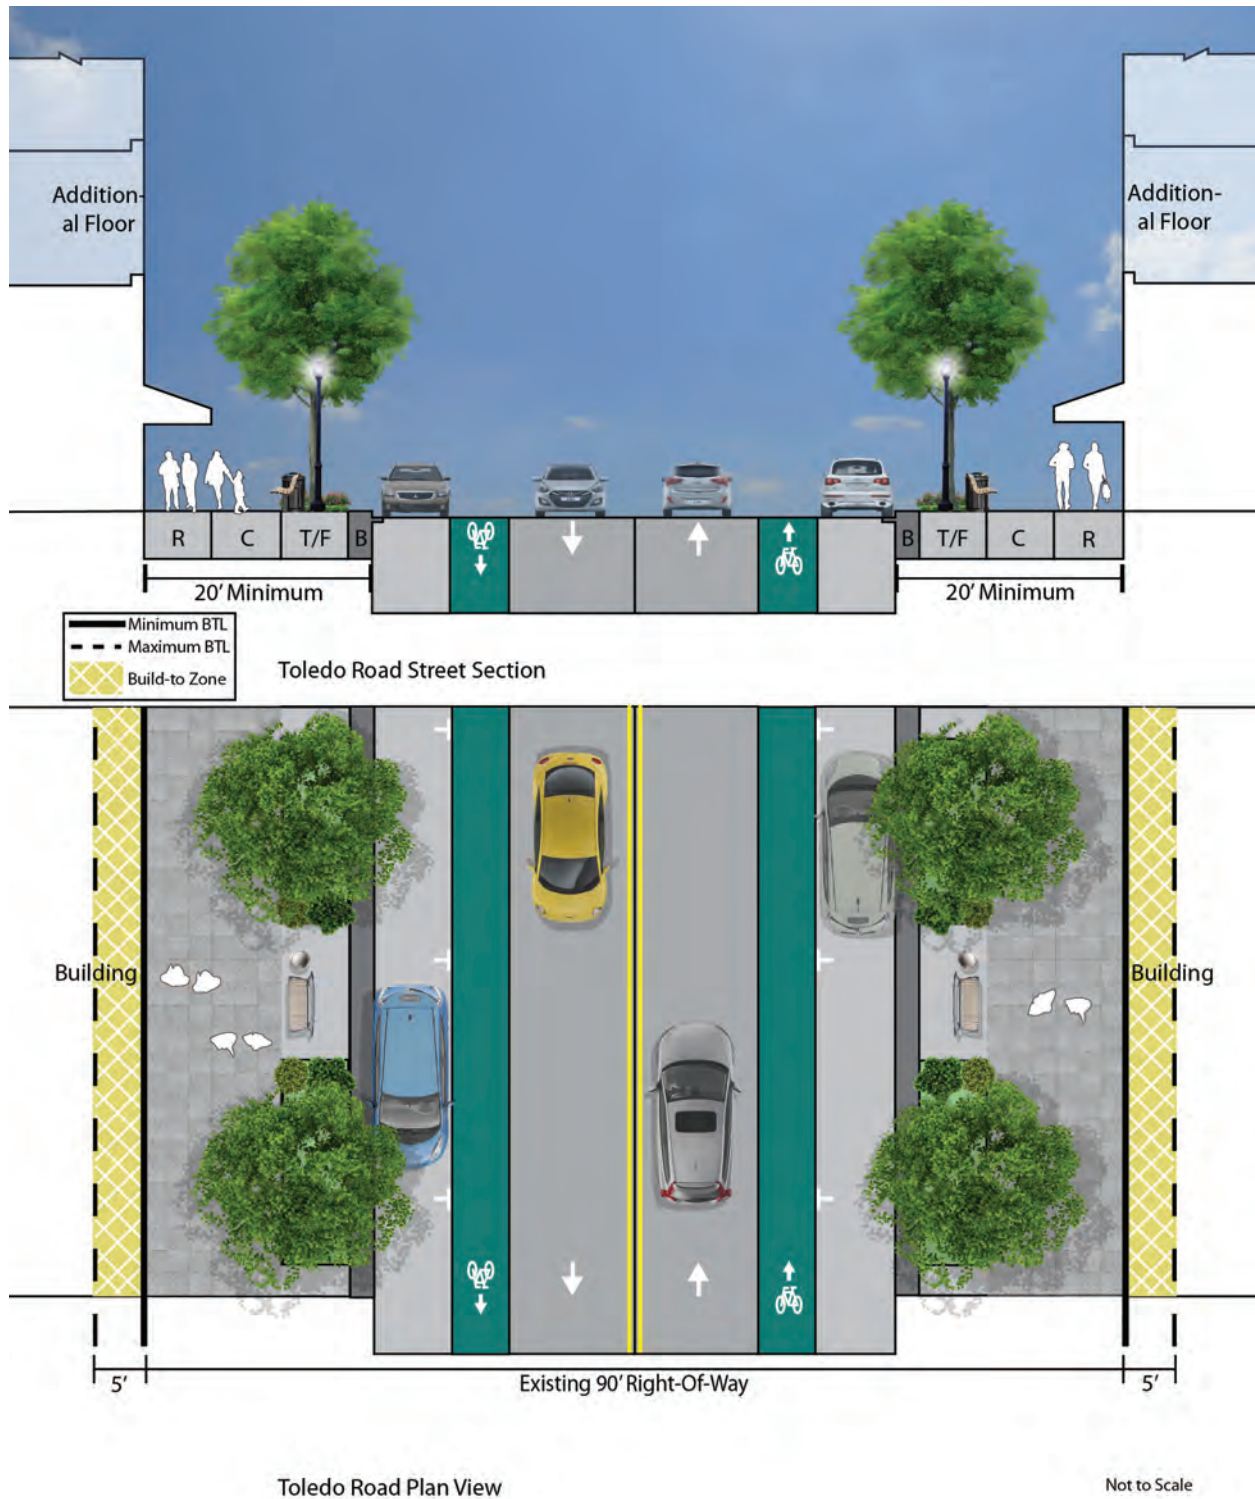 Addition-
al Floor
Addition-
al Floor
R C T/F B
B T/F C R
20' Minimum
20' Minimum
Minimum BTL
Maximum BTL
Build-to Zone
Toledo Road Street Section
Building
Building
5'
Existing 90' Right-Of-Way
5'
Toledo Road Plan View
Not to Scale